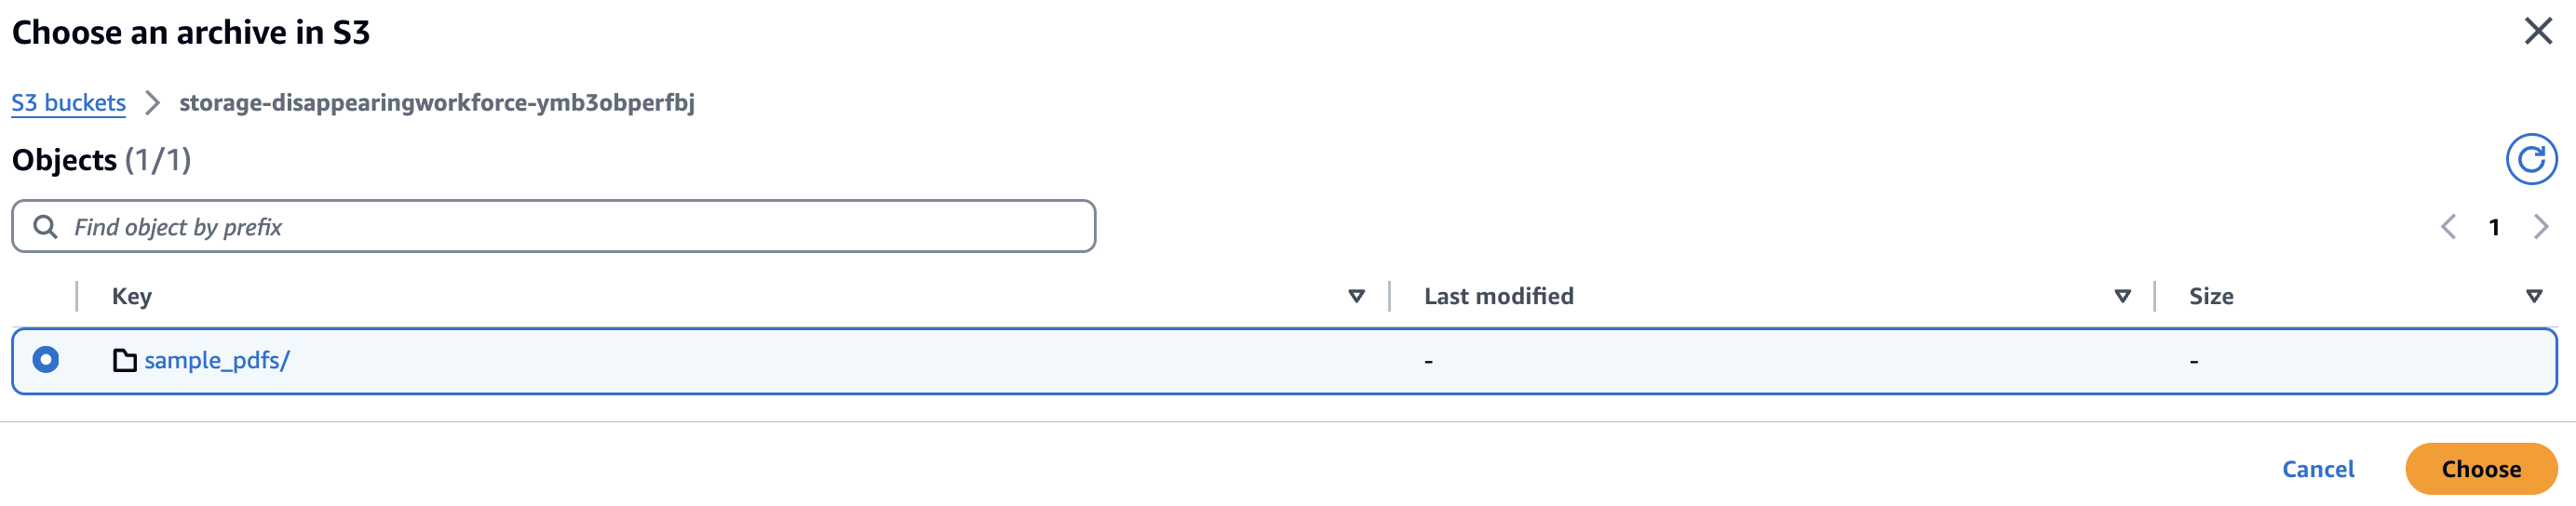 Choose an archive in S3
S3 buckets storage-disappearingworkforce-ymb3obperfbj
Objects (1/1)
Find object by prefix
1
Key Last modified Size
sample_pdfs/ - -
Cancel Choose